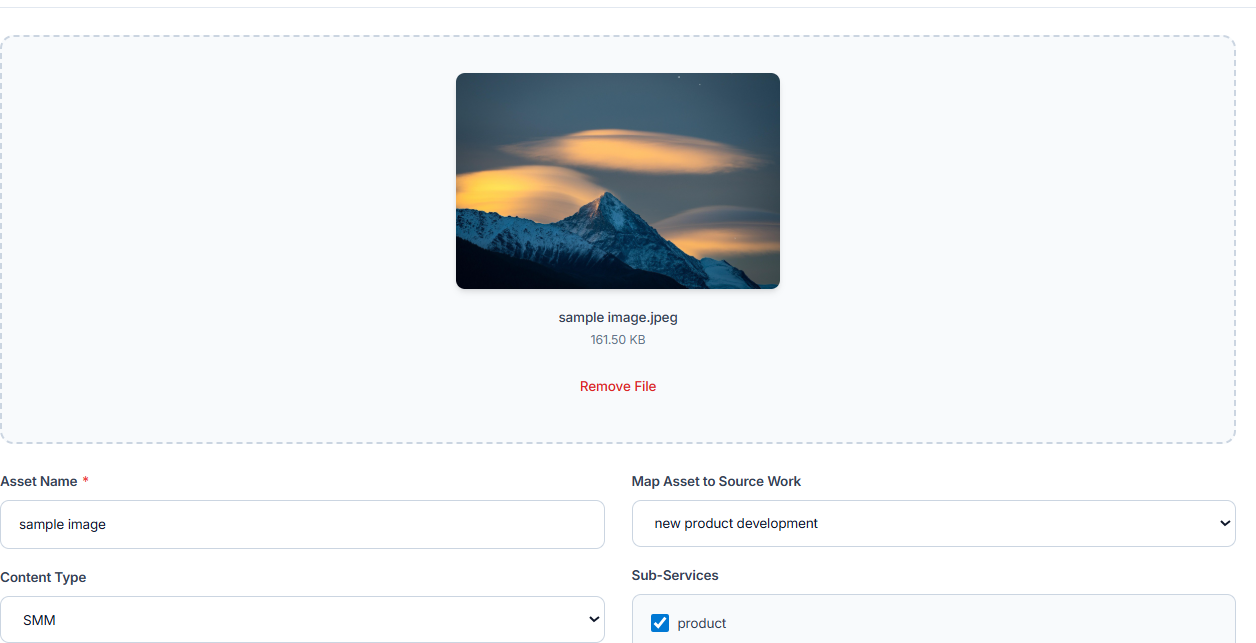 sample image.jpeg
161.50 KB
Remove File
Asset Name *
sample image
Map Asset to Source Work
new product development
Content Type
SMM
Sub-Services
product